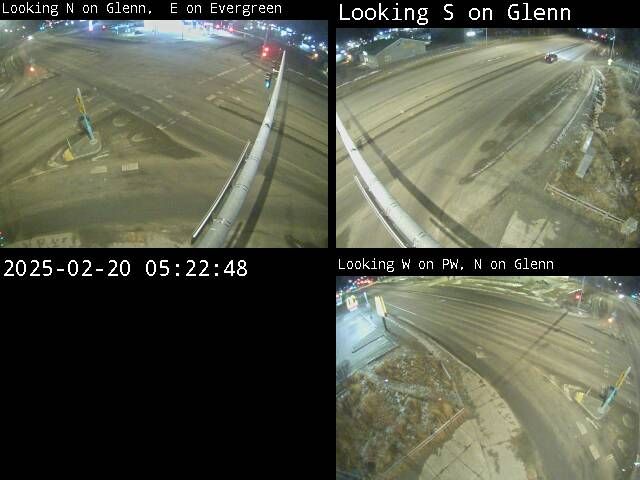 Looking N on Glenn, E on Evergreen
Looking S on Glenn
2025-02-20 05:22:48
Looking W on PW, N on Glenn